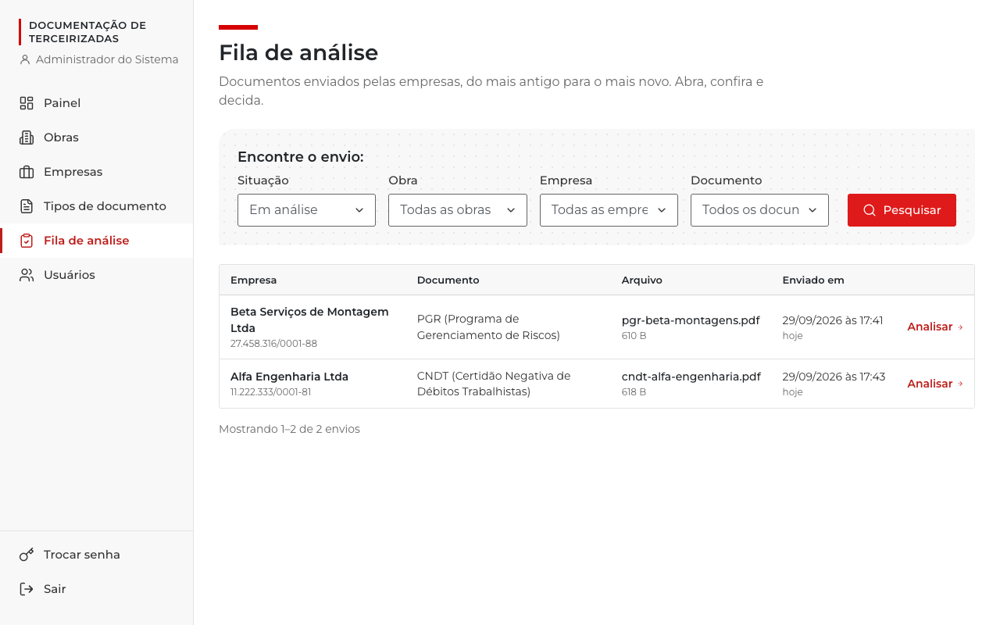 DOCUMENTAÇÃO DE
TERCEIRIZADAS
Administrador do Sistema
Painel
Obras
Empresas
Tipos de documento
Fila de análise
Usuários
Trocar senha
Sair
Fila de análise
Documentos enviados pelas empresas, do mais antigo para o mais novo. Abra, confira e
decida.
Encontre o envio:
Situação Obra Empresa Documento
Em análise Todas as obras Todas as empre Todos os docun Pesquisar
Empresa Documento Arquivo Enviado em
Beta Serviços de Montagem
Ltda
27.458.316/0001-88
PGR (Programa de
Gerenciamento de Riscos)
pgr-beta-montagens.pdf
610 B
29/09/2026 às 17:41
hoje
Analisar →
Alfa Engenharia Ltda
11.222.333/0001-81
CNDT (Certidão Negativa de
Débitos Trabalhistas)
cndt-alfa-engenharia.pdf
618 B
29/09/2026 às 17:43
hoje
Analisar →
Mostrando 1–2 de 2 envios